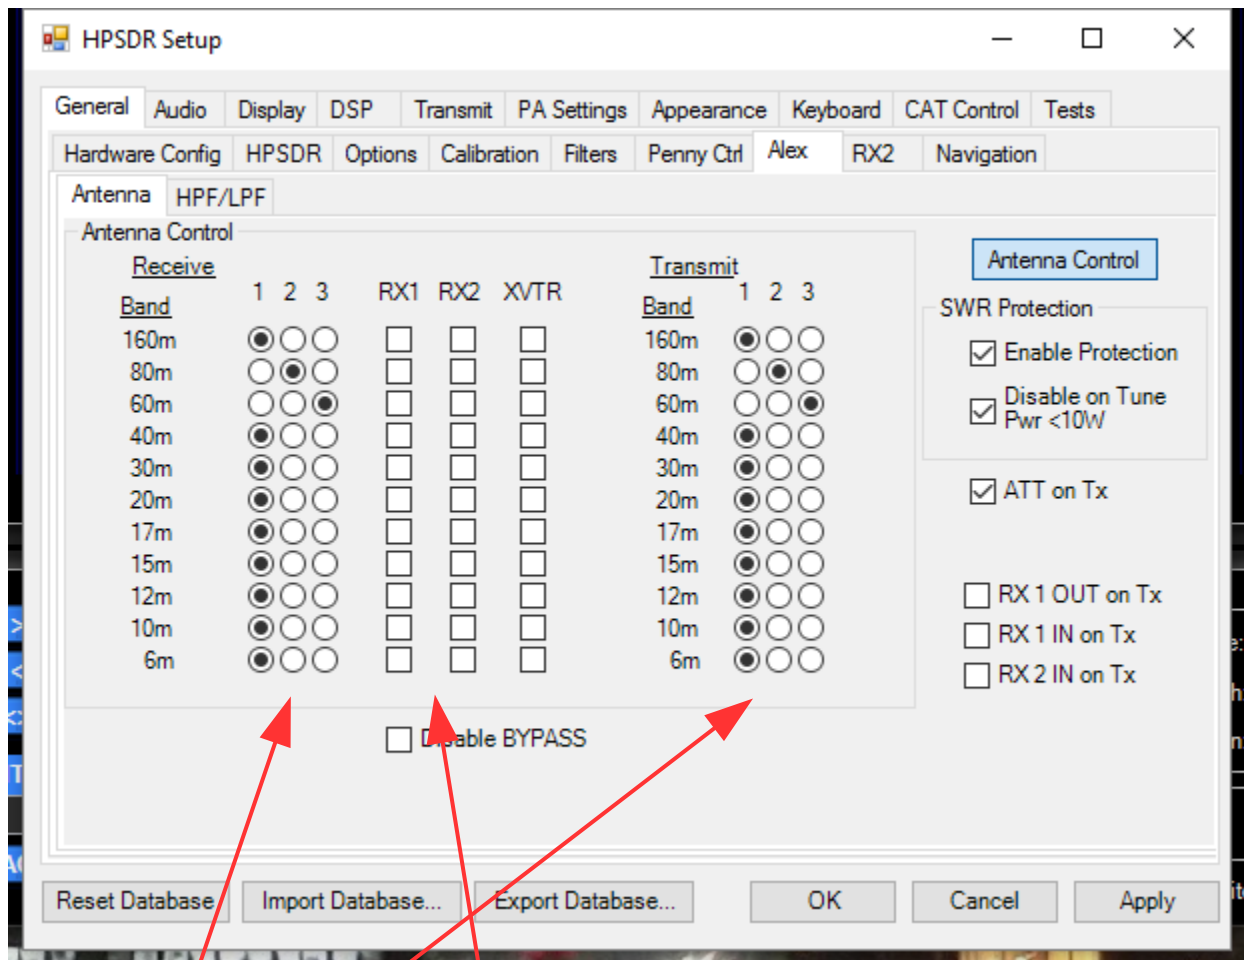 HPSDR Setup
General Audio Display DSP Transmit PA Settings Appearance Keyboard CAT Control Tests
Hardware Config HPSDR Options Calibration Filters Penny Ctrl Alex RX2 Navigation
Antenna HPF/LPF
Antenna Control
Receive Transmit Antenna Control
1 2 3 RX1 RX2 XVTR 1 2 3
Band Band SWR Protection
160m 160m
Enable Protection
80m 80m
60m 60m Disable on Tune
Pwr <10W
40m 40m
30m 30m
20m 20m ATT on Tx
17m 17m
15m 15m
12m 12m RX 1 OUT on Tx
10m 10m RX 1 IN on Tx
6m 6m RX 2 IN on Tx
Disable BYPASS
Reset Database Import Database... Export Database... OK Cancel Apply